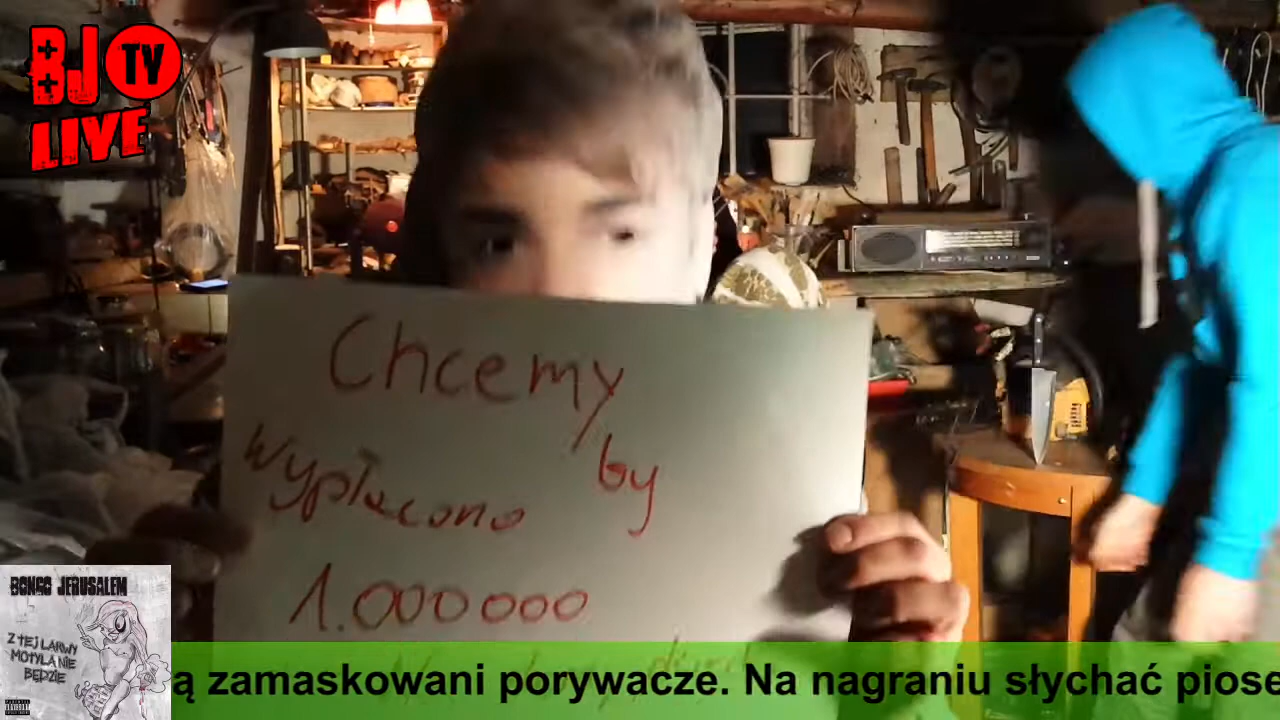 BJ TV
LIVE
Chcemy
by
Wypłacono
1.000000
BONGO JERUSALEM
Z TEJ LARWY
MOTYLA NIE
BĘDZIE
ą zamaskowani porywacze. Na nagraniu słychać piose